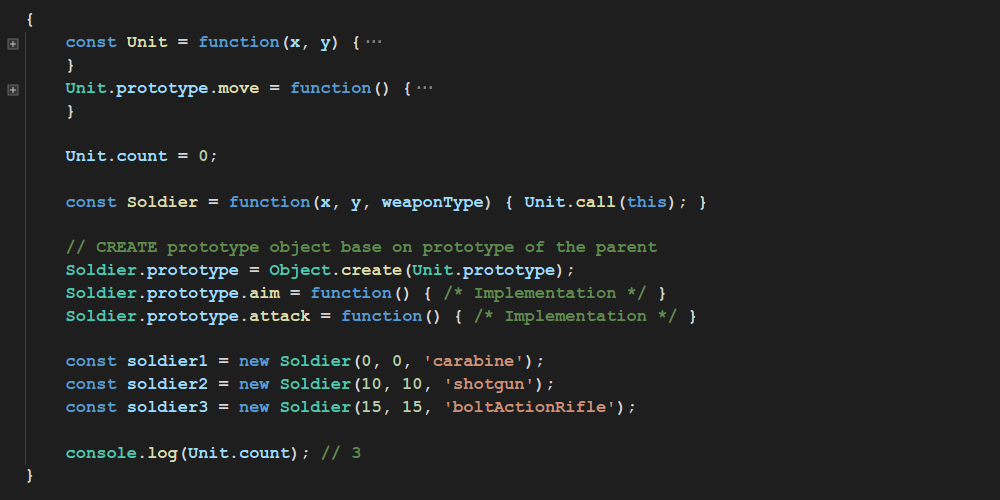 {
const Unit = function(x, y) {···
}
Unit.prototype.move = function() {···
}
Unit.count = 0;
const Soldier = function(x, y, weaponType) { Unit.call(this); }
// CREATE prototype object base on prototype of the parent
Soldier.prototype = Object.create(Unit.prototype);
Soldier.prototype.aim = function() { /* Implementation */ }
Soldier.prototype.attack = function() { /* Implementation */ }
const soldier1 = new Soldier(0, 0, 'carabine');
const soldier2 = new Soldier(10, 10, 'shotgun');
const soldier3 = new Soldier(15, 15, 'boltActionRifle');
console.log(Unit.count); // 3
}